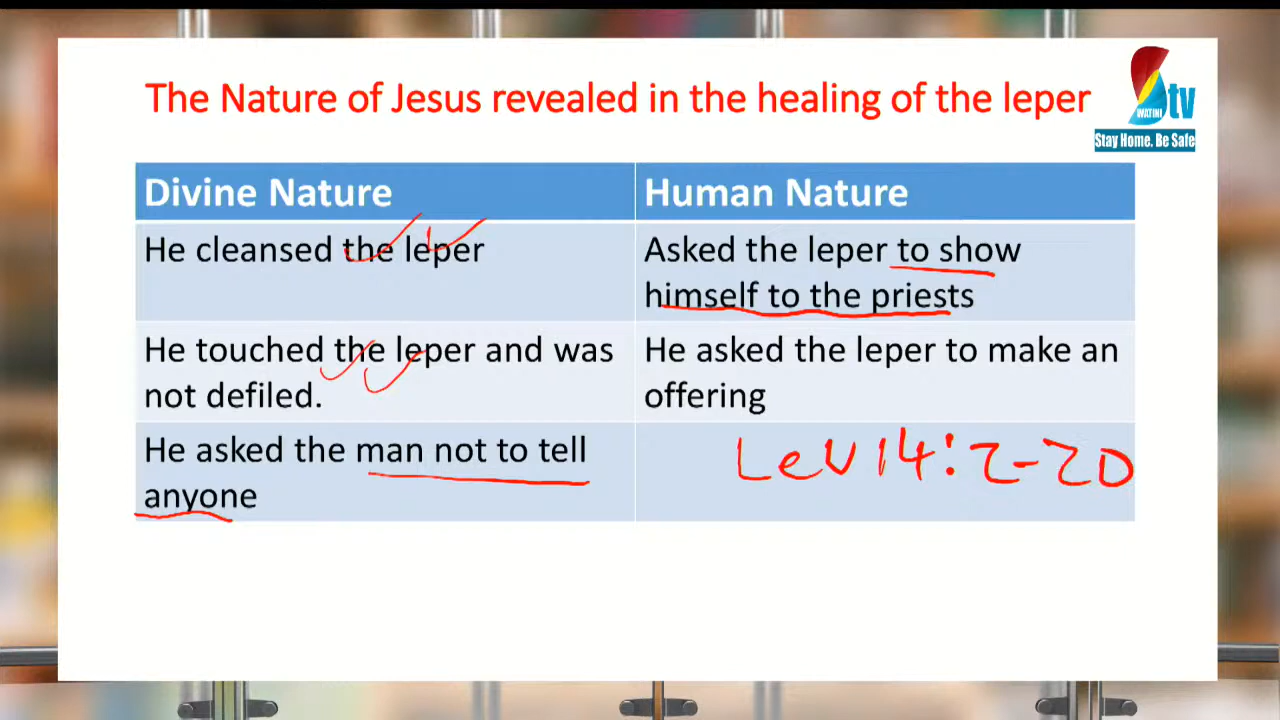 The Nature of Jesus revealed in the healing of the leper
tv
WATINI
Stay Home. Be Safe
Divine Nature
Human Nature
He cleansed the leper
Asked the leper to show
himself to the priests
He touched the leper and was
not defiled.
He asked the leper to make an
offering
He asked the man not to tell
anyone
Lev 14:2-20